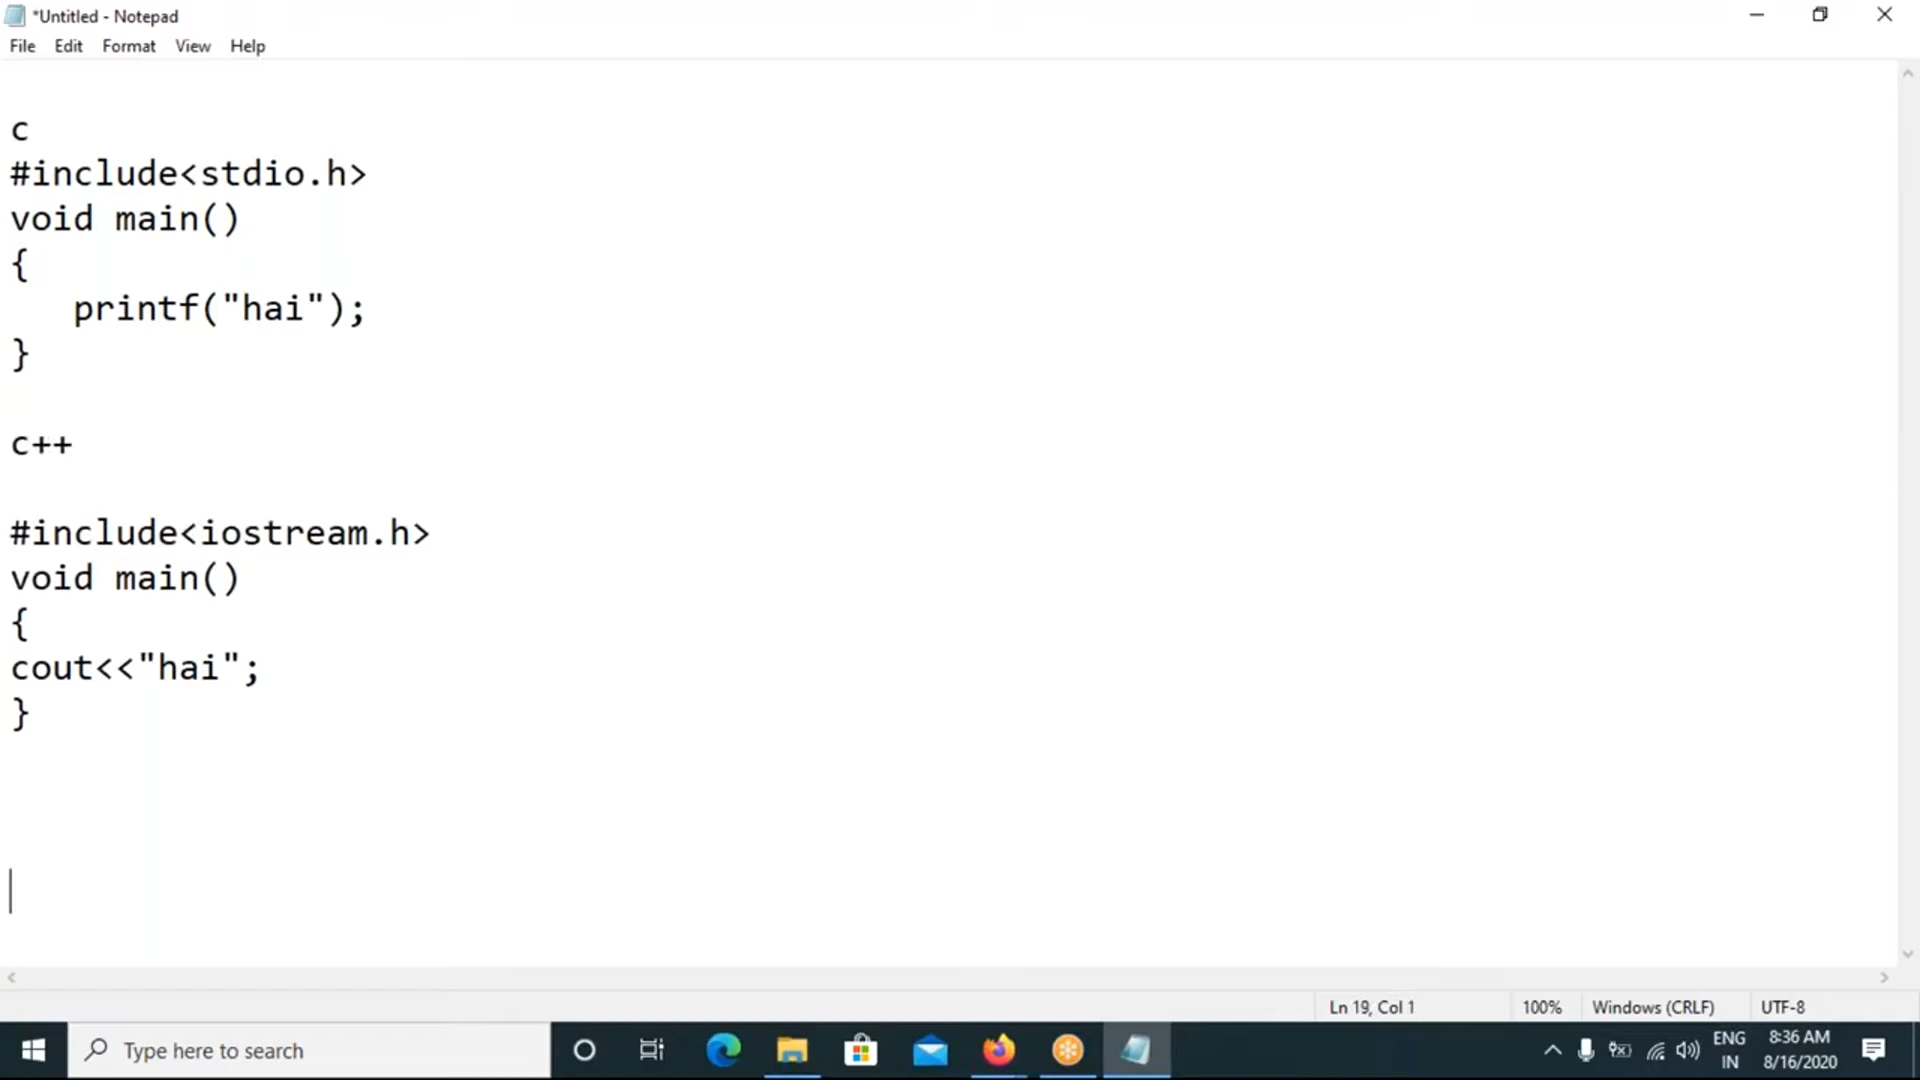 *Untitled - Notepad
File Edit Format View Help
c
#include<stdio.h>
void main()
{
   printf("hai");
}
c++
#include<iostream.h>
void main()
{
cout<<"hai";
}
Ln 19, Col 1 100% Windows (CRLF) UTF-8
Type here to search
ENG
IN
8:36 AM
8/16/2020